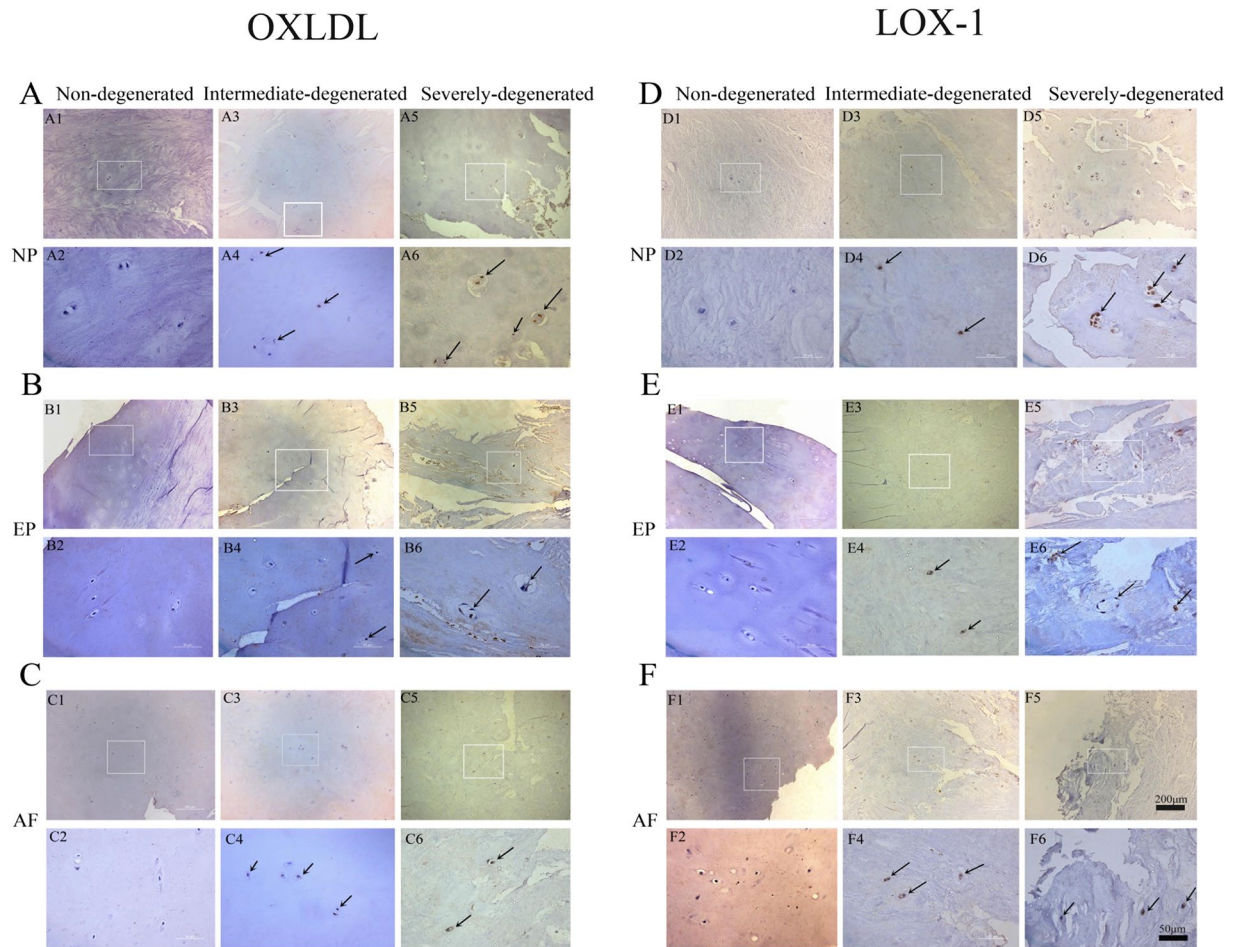 OXLDL
LOX-1
A
Non-degenerated Intermediate-degenerated Severely-degenerated
A1 A3 A5
NP
A2 A4 A6
B
B1 B3 B5
EP
B2 B4 B6
C
C1 C3 C5
AF
C2 C4 C6
D
Non-degenerated Intermediate-degenerated Severely-degenerated
D1 D3 D5
NP
D2 D4 D6
E
E1 E3 E5
EP
E2 E4 E6
F
F1 F3 F5
200μm
AF
F2 F4 F6
50μm